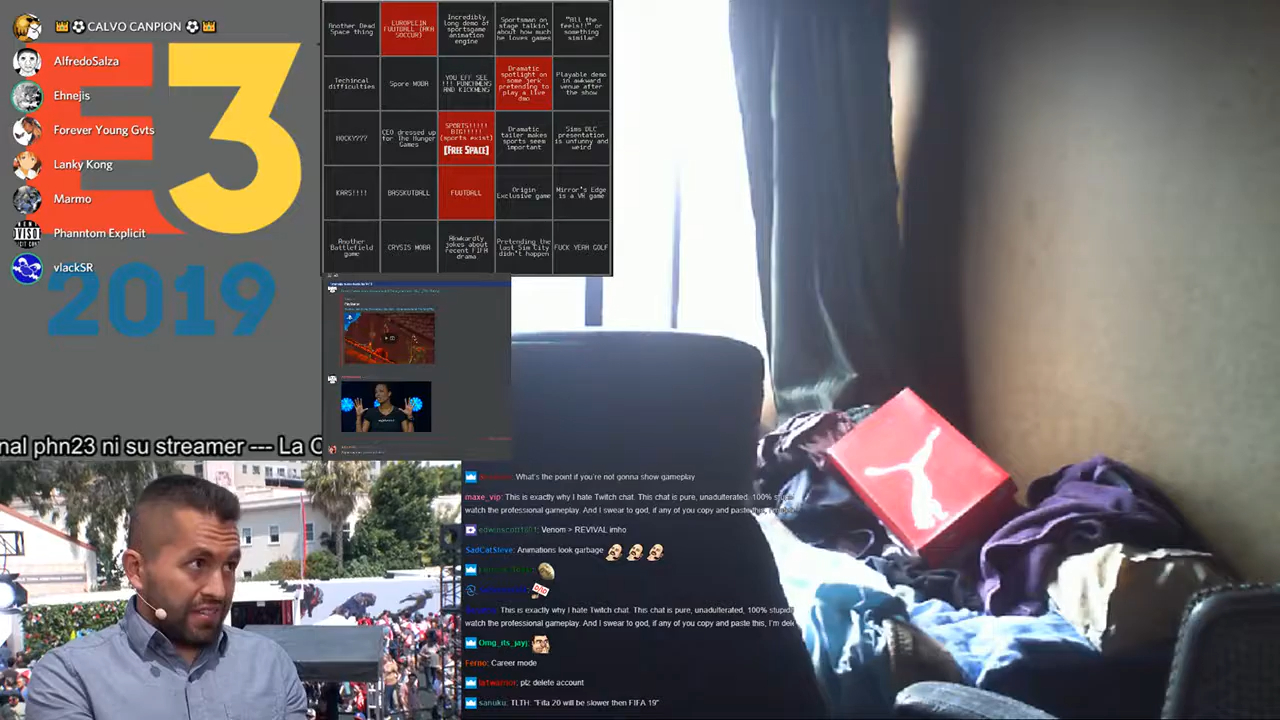 👑⚽ CALVO CANPION ⚽👑
AlfredoSalza
Ehnejis
Forever Young Gvts
Lanky Kong
Marmo
Phanntom Explicit
vlackSR
E3
2019
nal phn23 ni su streamer --- La C
Another Dead
Space thing
EUROPEIN
FUUTBALL (AKA
SOCCUR)
Incredibly
long demo of
sportsgame
animation
engine
Sportsman on
stage talkin'
about how much
he loves games
"All the
feels!!" or
something
similar
Techincal
difficulties
Spore MOBA
YOU EFF SEE
!!! PUNCHMENS
AND KICKMENS
Dramatic
spotlight on
some jerk
pretending to
play a live
dmo
Playable demo
in awkward
venue after
the show
HOCKY???
CEO dressed up
for The Hunger
Games
SPORTS!!!!!
BIG!!!!!
(sports exist)
[FREE SPACE]
Dramatic
tailer makes
sports seem
important
Sims DLC
presentation
is unfunny and
weird
KARS!!!!
BASSKUTBALL
FUUTBALL
Origin
Exclusive game
Mirror's Edge
is a VR game
Another
Battlefield
game
CRYSIS MOBA
Akwkardly
jokes about
recent FIFA
drama
Pretending the
last Sim City
didn't happen
FUCK YEAH GOLF
What's the point if you're not gonna show gameplay
maxe_vip: This is exactly why I hate Twitch chat. This chat is pure, unadulterated, 100% stupi
watch the professional gameplay. And I swear to god, if any of you copy and paste this,
edwinscott1601: Venom > REVIVAL imho
SadCatSteve: Animations look garbage
This is exactly why I hate Twitch chat. This chat is pure, unadulterated, 100% stupid
watch the professional gameplay. And I swear to god, if any of you copy and paste this, I'm dele
Omg_its_jayj:
Ferno: Career mode
latwarrior: plz delete account
sanuku: TLTH: "Fifa 20 will be slower then FIFA 19"